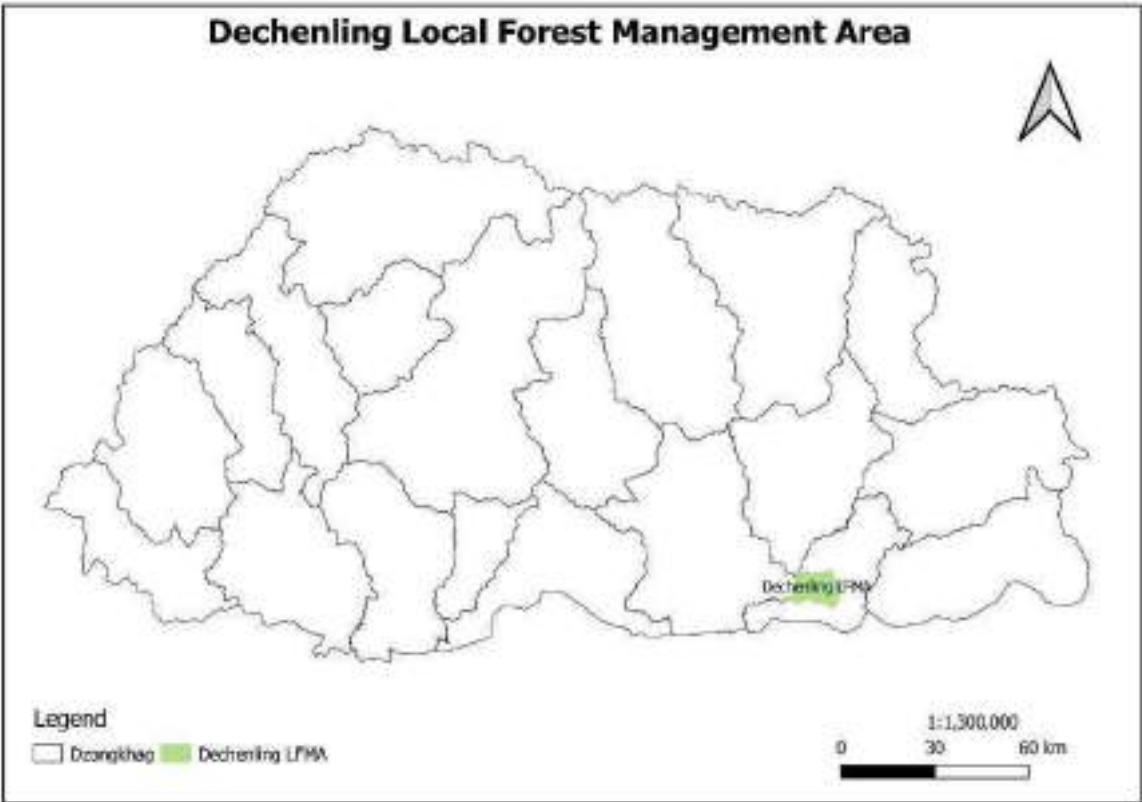 Dechenling Local Forest Management Area
Dechenling LFMA
Legend
Dzongkhag Dechenling LFMA
1:1,300,000
0 30 60 km